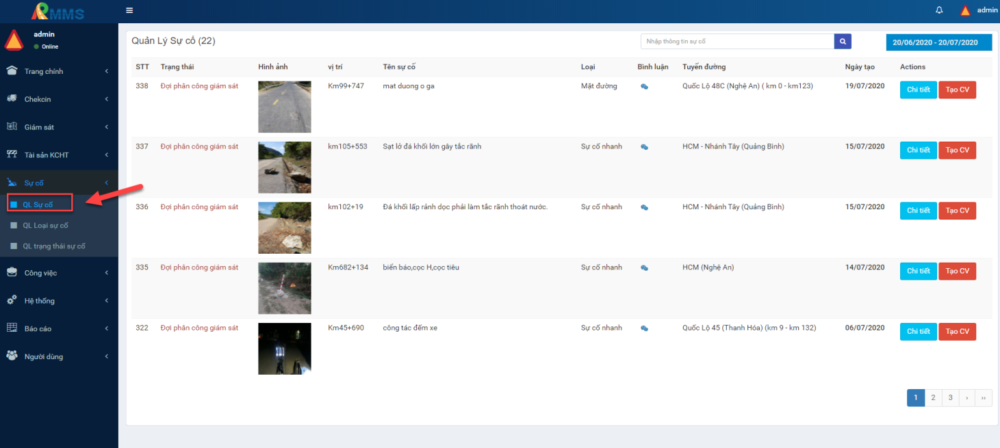 RMMS
admin
admin
Online
Trang chính
Chekcin
Giám sát
Tài sản KCHT
Sự cố
QL Sự cố
QL Loại sự cố
QL trạng thái sự cố
Công việc
Hệ thống
Báo cáo
Người dùng
Quản Lý Sự cố (22)
Nhập thông tin sự cố
20/06/2020 - 20/07/2020
STT Trạng thái Hình ảnh vị trí Tên sự cố Loại Bình luận Tuyến đường Ngày tạo Actions
338 Đợi phân công giám sát Km99+747 mat duong o ga Mặt đường Quốc Lộ 48C (Nghệ An) ( km 0 - km123) 19/07/2020 Chi tiết Tạo CV
337 Đợi phân công giám sát km105+553 Sạt lở đá khối lớn gây tắc rãnh Sự cố nhanh HCM - Nhánh Tây (Quảng Bình) 15/07/2020 Chi tiết Tạo CV
336 Đợi phân công giám sát km102+19 Đá khối lấp rảnh dọc phải làm tắc rãnh thoát nước. Sự cố nhanh HCM - Nhánh Tây (Quảng Bình) 15/07/2020 Chi tiết Tạo CV
335 Đợi phân công giám sát Km682+134 biển báo,cọc H,cọc tiêu Sự cố nhanh HCM (Nghệ An) 14/07/2020 Chi tiết Tạo CV
322 Đợi phân công giám sát Km45+690 công tác đếm xe Sự cố nhanh Quốc Lộ 45 (Thanh Hóa) (km 9 - km 132) 06/07/2020 Chi tiết Tạo CV
1 2 3 › ››